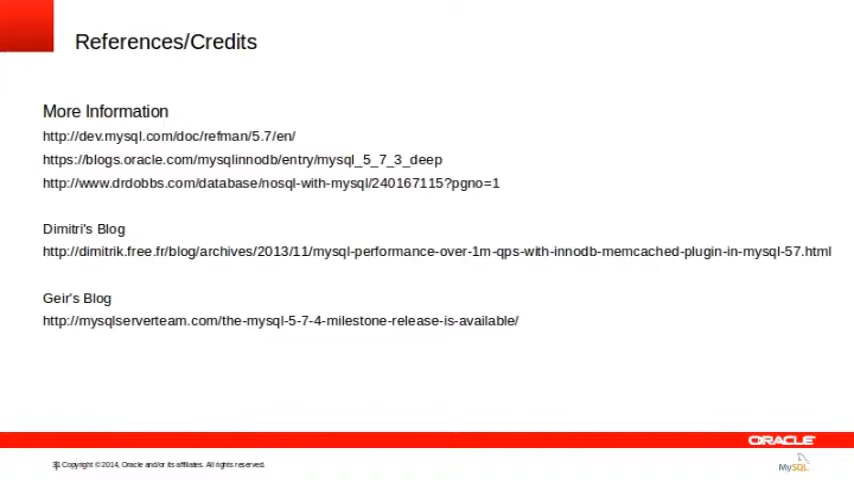 References/Credits
More Information
http://dev.mysql.com/doc/refman/5.7/en/
https://blogs.oracle.com/mysqlinnodb/entry/mysql_5_7_3_deep
http://www.drdobbs.com/database/nosql-with-mysql/240167115?pgno=1
Dimitri's Blog
http://dimitrik.free.fr/blog/archives/2013/11/mysql-performance-over-1m-qps-with-innodb-memcached-plugin-in-mysql-57.html
Geir's Blog
http://mysqlserverteam.com/the-mysql-5-7-4-milestone-release-is-available/
ORACLE
Copyright © 2014, Oracle and/or its affiliates. All rights reserved.
MySQL